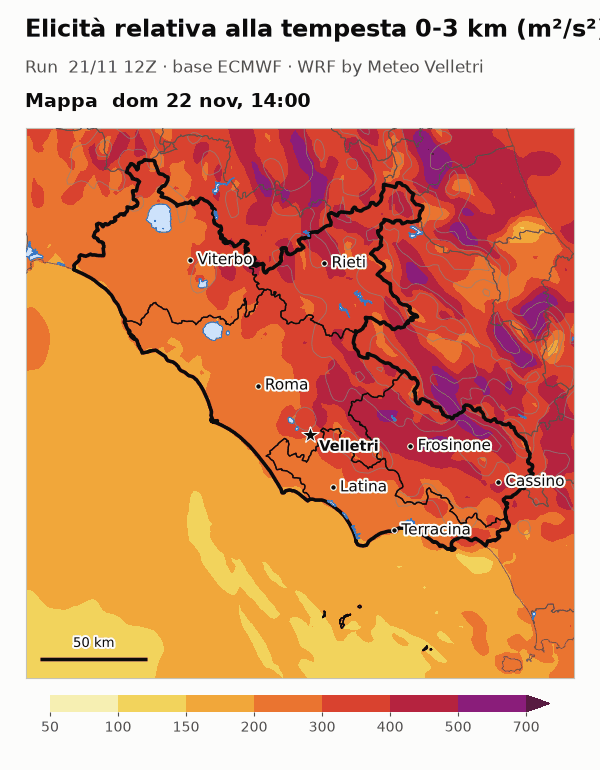 Elicità relativa alla tempesta 0-3 km (m²/s²)
Run  21/11 12Z · base ECMWF · WRF by Meteo Velletri
Mappa  dom 22 nov, 14:00
Viterbo
Rieti
Roma
Velletri
Frosinone
Cassino
Latina
Terracina
50 km
50 100 150 200 300 400 500 700